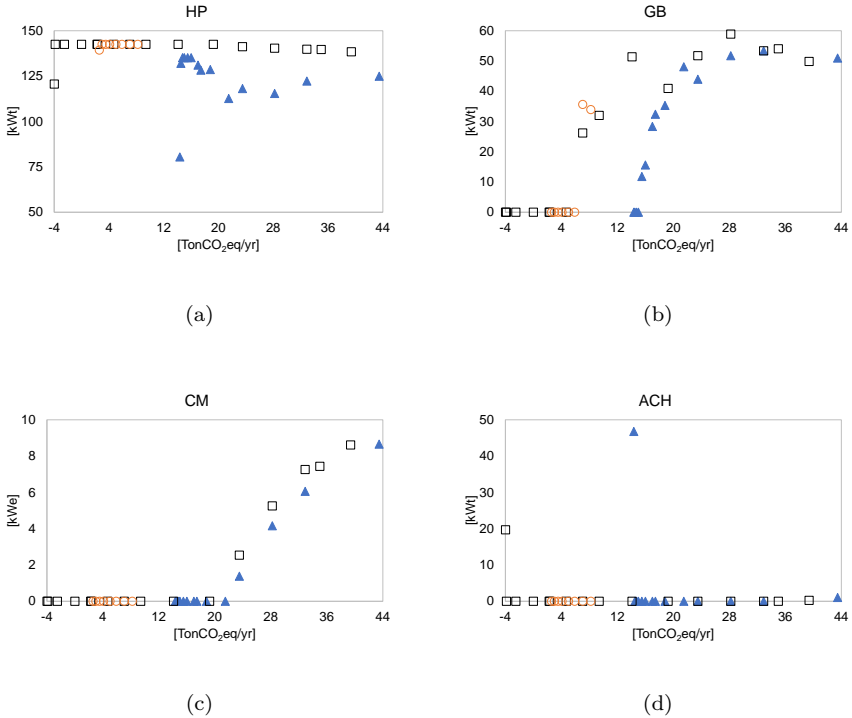 HP
150
125
100
75
50
[kWt]
-4 4 12 20 28 36 44
[TonCO₂eq/yr]
(a)
GB
60
50
40
30
20
10
0
[kWt]
-4 4 12 20 28 36 44
[TonCO₂eq/yr]
(b)
CM
10
8
6
4
2
0
[kWe]
-4 4 12 20 28 36 44
[TonCO₂eq/yr]
(c)
ACH
50
40
30
20
10
0
[kWt]
-4 4 12 20 28 36 44
[TonCO₂eq/yr]
(d)